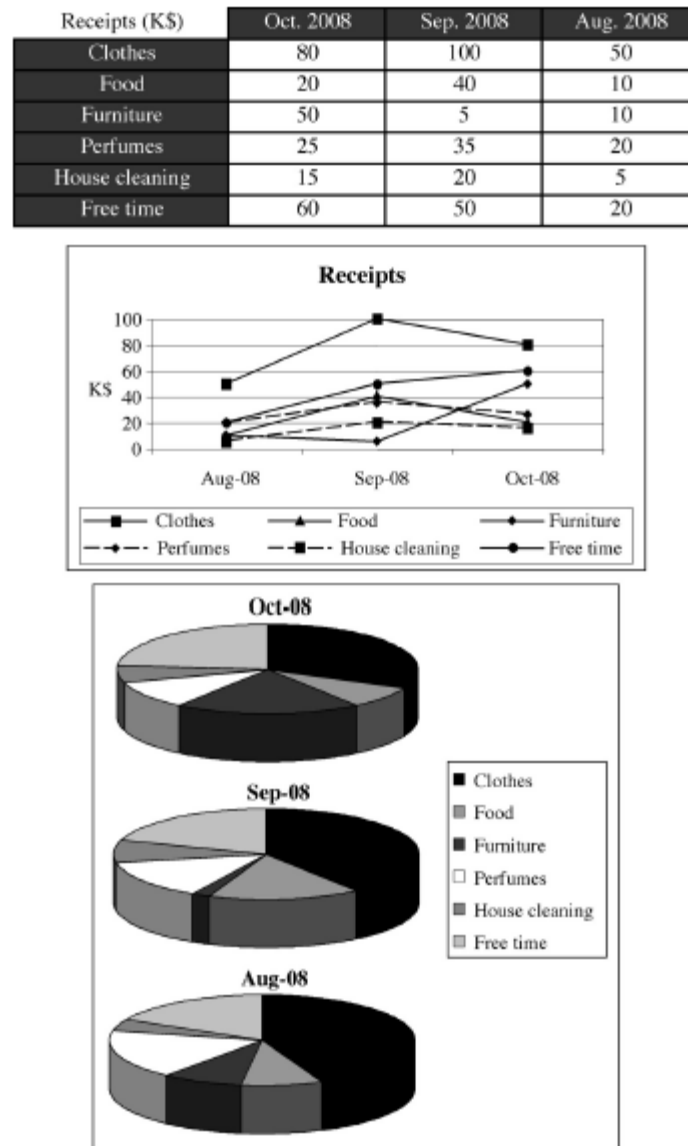 Receipts (K$) Oct. 2008 Sep. 2008 Aug. 2008
Clothes 80 100 50
Food 20 40 10
Furniture 50 5 10
Perfumes 25 35 20
House cleaning 15 20 5
Free time 60 50 20
Receipts
100
80
60
K$
40
20
0
Aug-08 Sep-08 Oct-08
Clothes Food Furniture
Perfumes House cleaning Free time
Oct-08
Sep-08
Aug-08
Clothes
Food
Furniture
Perfumes
House cleaning
Free time